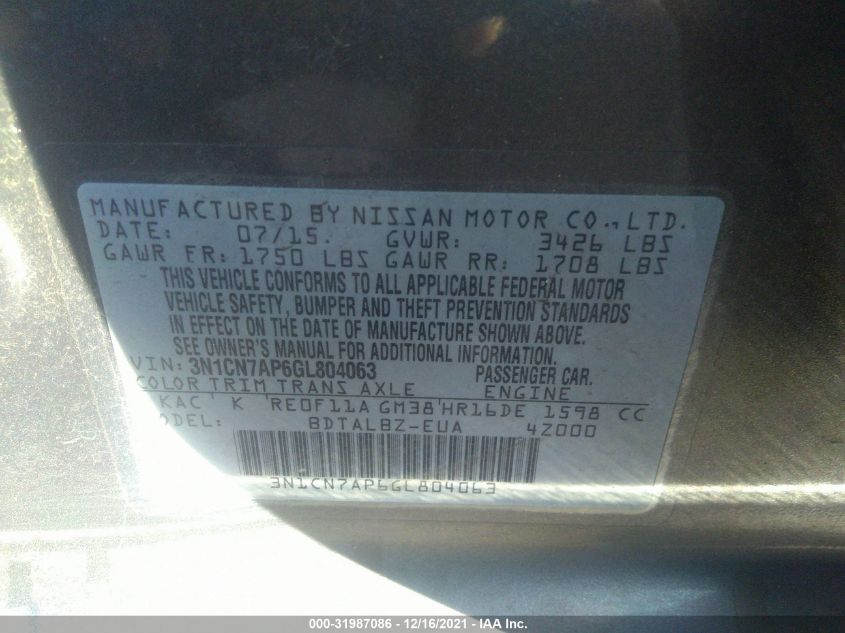 MANUFACTURED BY NISSAN MOTOR CO., LTD.
DATE: 07/15. GVWR: 3426 LBS
GAWR FR: 1750 LBS GAWR RR: 1708 LBS
THIS VEHICLE CONFORMS TO ALL APPLICABLE FEDERAL MOTOR
VEHICLE SAFETY, BUMPER AND THEFT PREVENTION STANDARDS
IN EFFECT ON THE DATE OF MANUFACTURE SHOWN ABOVE.
SEE OWNER'S MANUAL FOR ADDITIONAL INFORMATION.
VIN: 3N1CN7AP6GL804063 PASSENGER CAR.
COLOR TRIM TRANS AXLE ENGINE
KAC K RE0F11A GM38 HR16DE 1598 CC
ODEL: BDTALBZ-EUA 4Z000
3N1CN7AP6GL804063
000-31987086 - 12/16/2021 - IAA Inc.